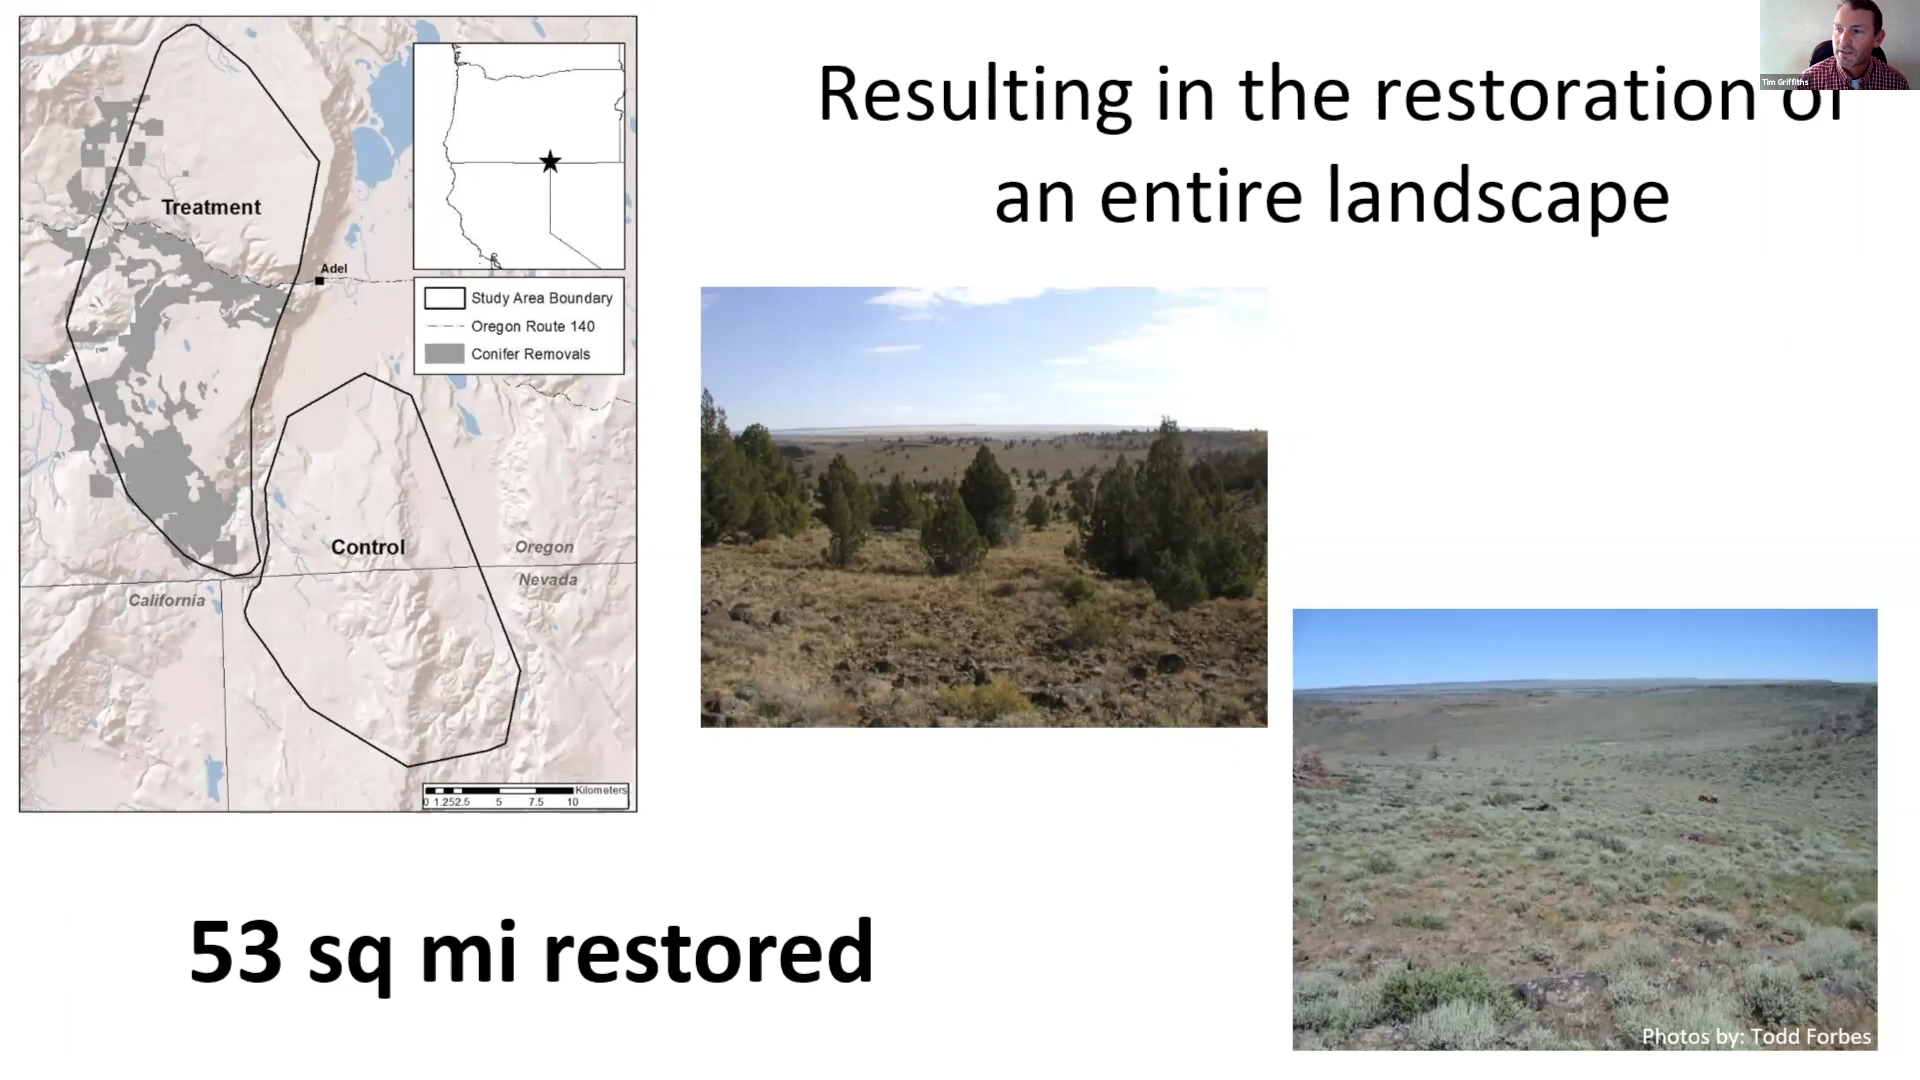 Resulting in the restoration of
an entire landscape
Tim Griffiths
Treatment
Adel
Study Area Boundary
Oregon Route 140
Conifer Removals
Control
Oregon
Nevada
California
Kilometers
0 1.25 2.5 5 7.5 10
53 sq mi restored
Photos by: Todd Forbes